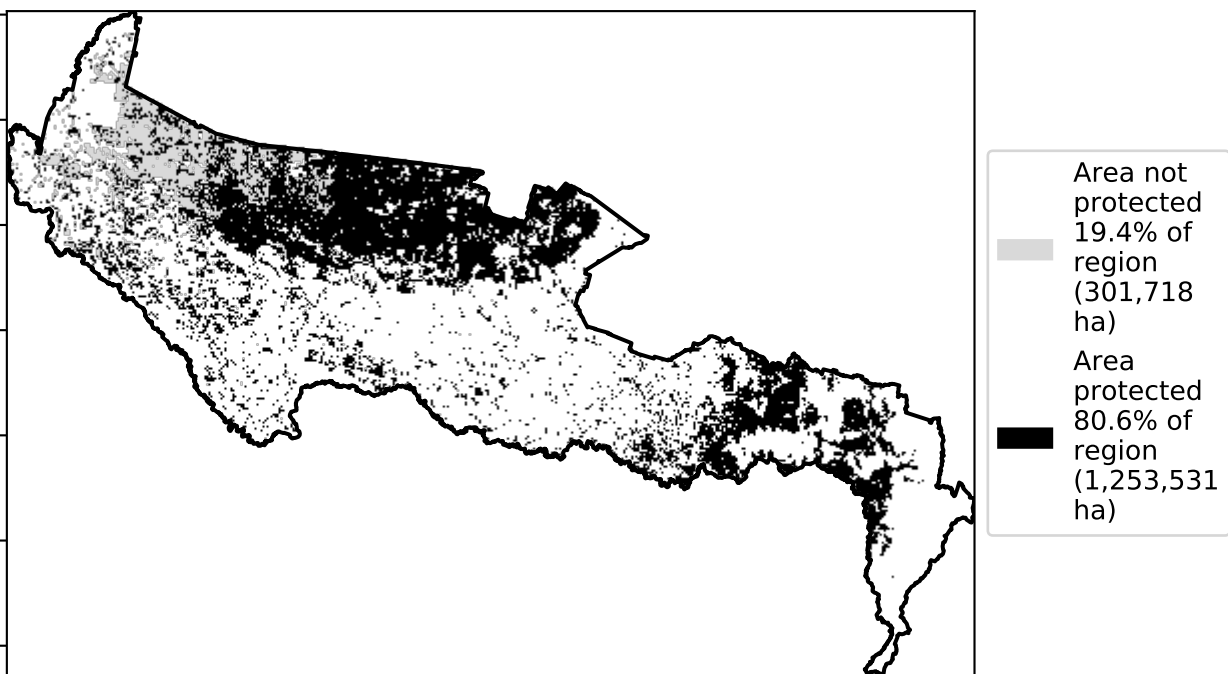 Area not
protected
19.4% of
region
(301,718
ha)
Area
protected
80.6% of
region
(1,253,531
ha)